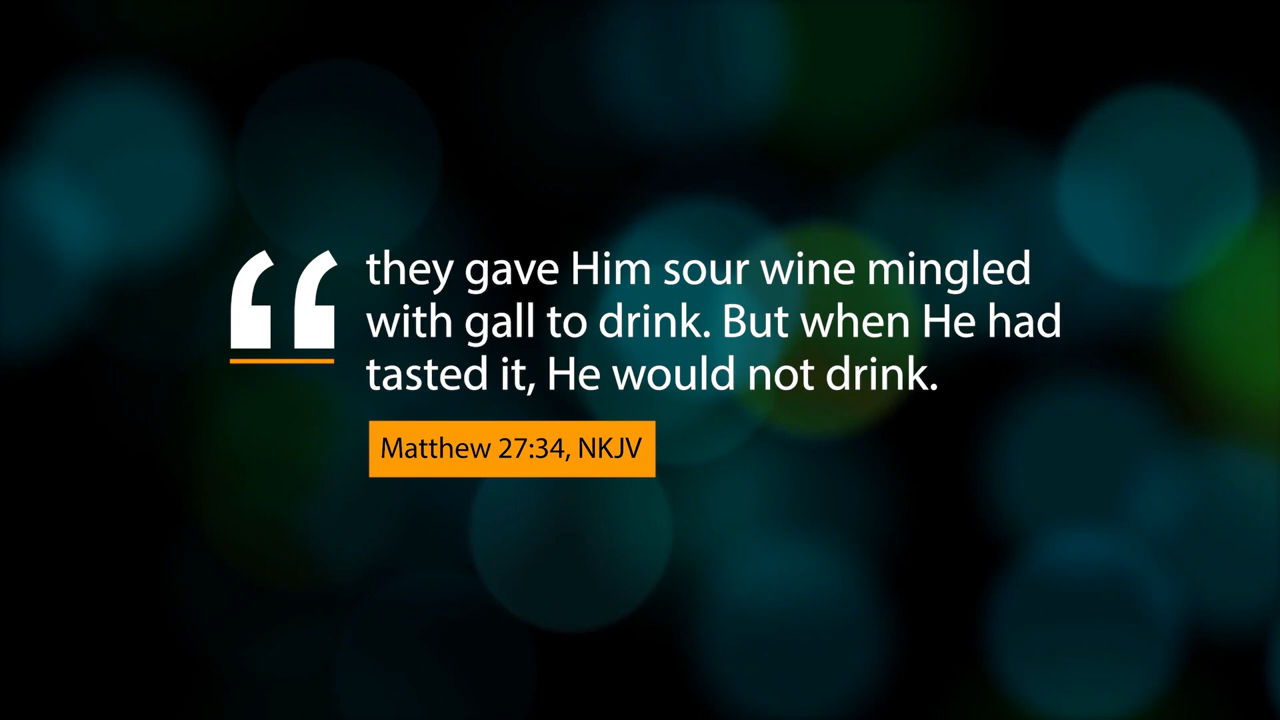 “
they gave Him sour wine mingled
with gall to drink. But when He had
tasted it, He would not drink.
Matthew 27:34, NKJV